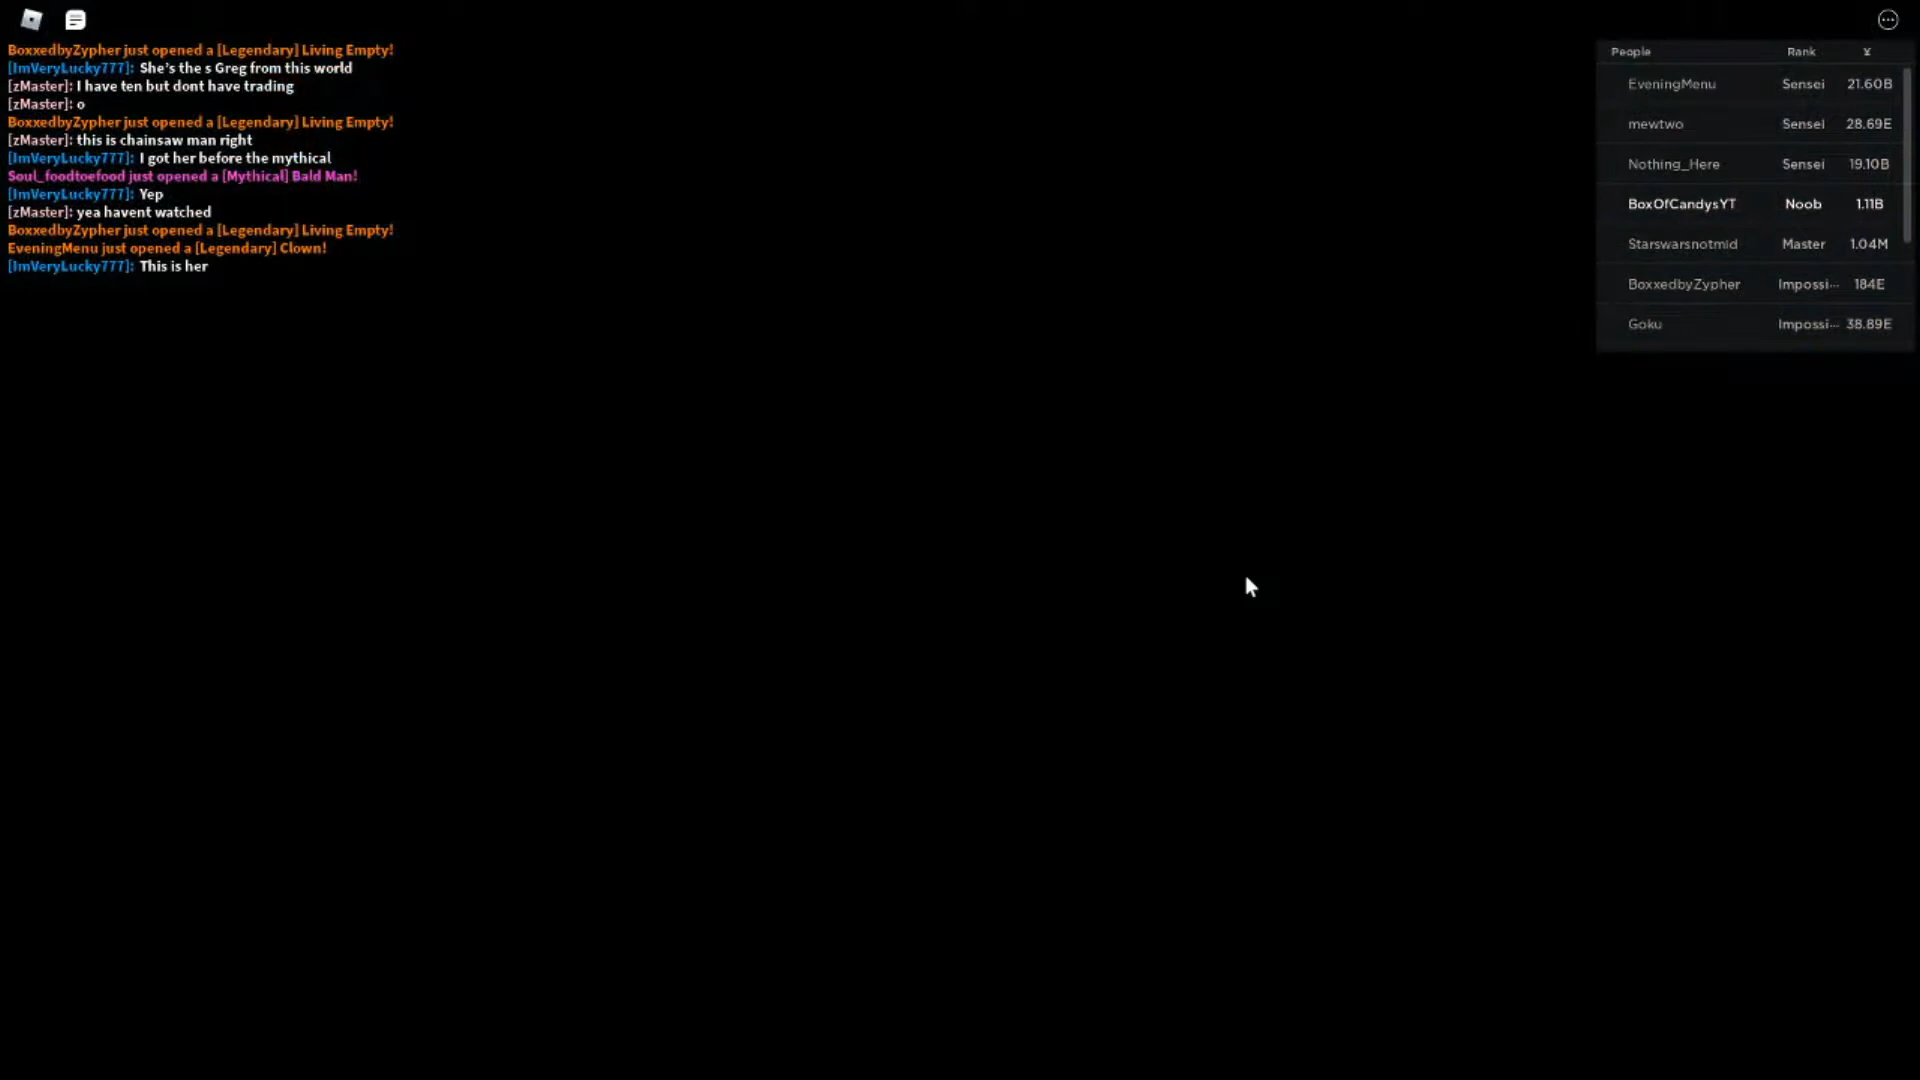 BoxxedbyZypher just opened a [Legendary] Living Empty!
[ImVeryLucky777]: She's the s Greg from this world
[zMaster]: I have ten but dont have trading
[zMaster]: o
BoxxedbyZypher just opened a [Legendary] Living Empty!
[zMaster]: this is chainsaw man right
[ImVeryLucky777]: I got her before the mythical
Soul_foodtoefood just opened a [Mythical] Bald Man!
[ImVeryLucky777]: Yep
[zMaster]: yea havent watched
BoxxedbyZypher just opened a [Legendary] Living Empty!
EveningMenu just opened a [Legendary] Clown!
[ImVeryLucky777]: This is her
People Rank ¥
EveningMenu Sensei 21.60B
mewtwo Sensei 28.69E
Nothing_Here Sensei 19.10B
BoxOfCandysYT Noob 1.11B
Starswarsnotmid Master 1.04M
BoxxedbyZypher Impossi... 184E
Goku Impossi... 38.89E